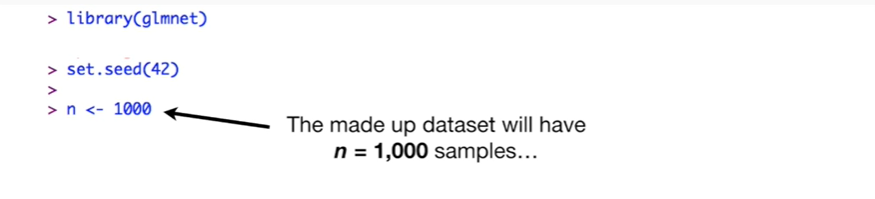 > library(glmnet)
> set.seed(42)
>
> n <- 1000
The made up dataset will have
n = 1,000 samples...